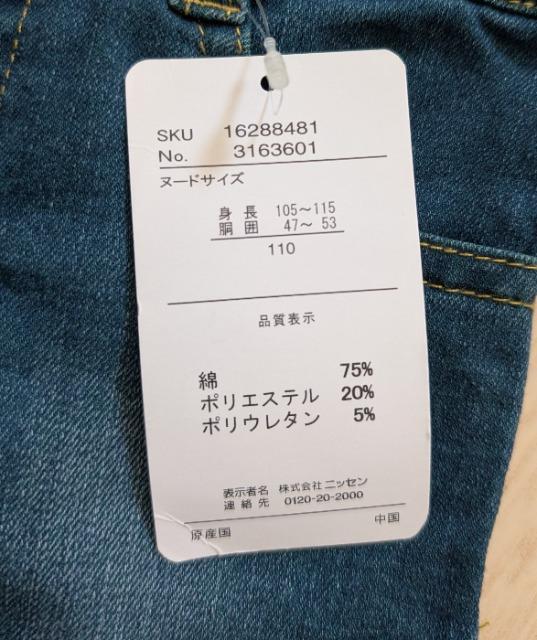 SKU 16288481
No. 3163601
ヌードサイズ
身長 105～115
胴囲 47～ 53
110
品質表示
綿 75%
ポリエステル 20%
ポリウレタン 5%
表示者名 株式会社ニッセン
連絡先 0120-20-2000
原産国 中国